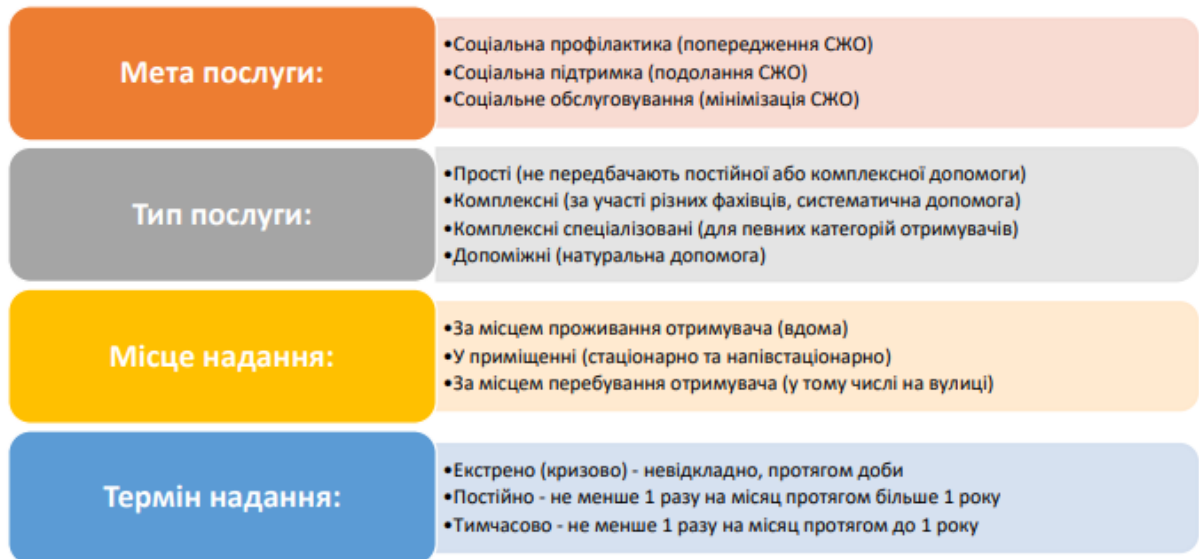 Мета послуги:
•Соціальна профілактика (попередження СЖО)
•Соціальна підтримка (подолання СЖО)
•Соціальне обслуговування (мінімізація СЖО)
Тип послуги:
•Прості (не передбачають постійної або комплексної допомоги)
•Комплексні (за участі різних фахівців, систематична допомога)
•Комплексні спеціалізовані (для певних категорій отримувачів)
•Допоміжні (натуральна допомога)
Місце надання:
•За місцем проживання отримувача (вдома)
•У приміщенні (стаціонарно та напівстаціонарно)
•За місцем перебування отримувача (у тому числі на вулиці)
Термін надання:
•Екстрено (кризово) - невідкладно, протягом доби
•Постійно - не менше 1 разу на місяць протягом більше 1 року
•Тимчасово - не менше 1 разу на місяць протягом до 1 року